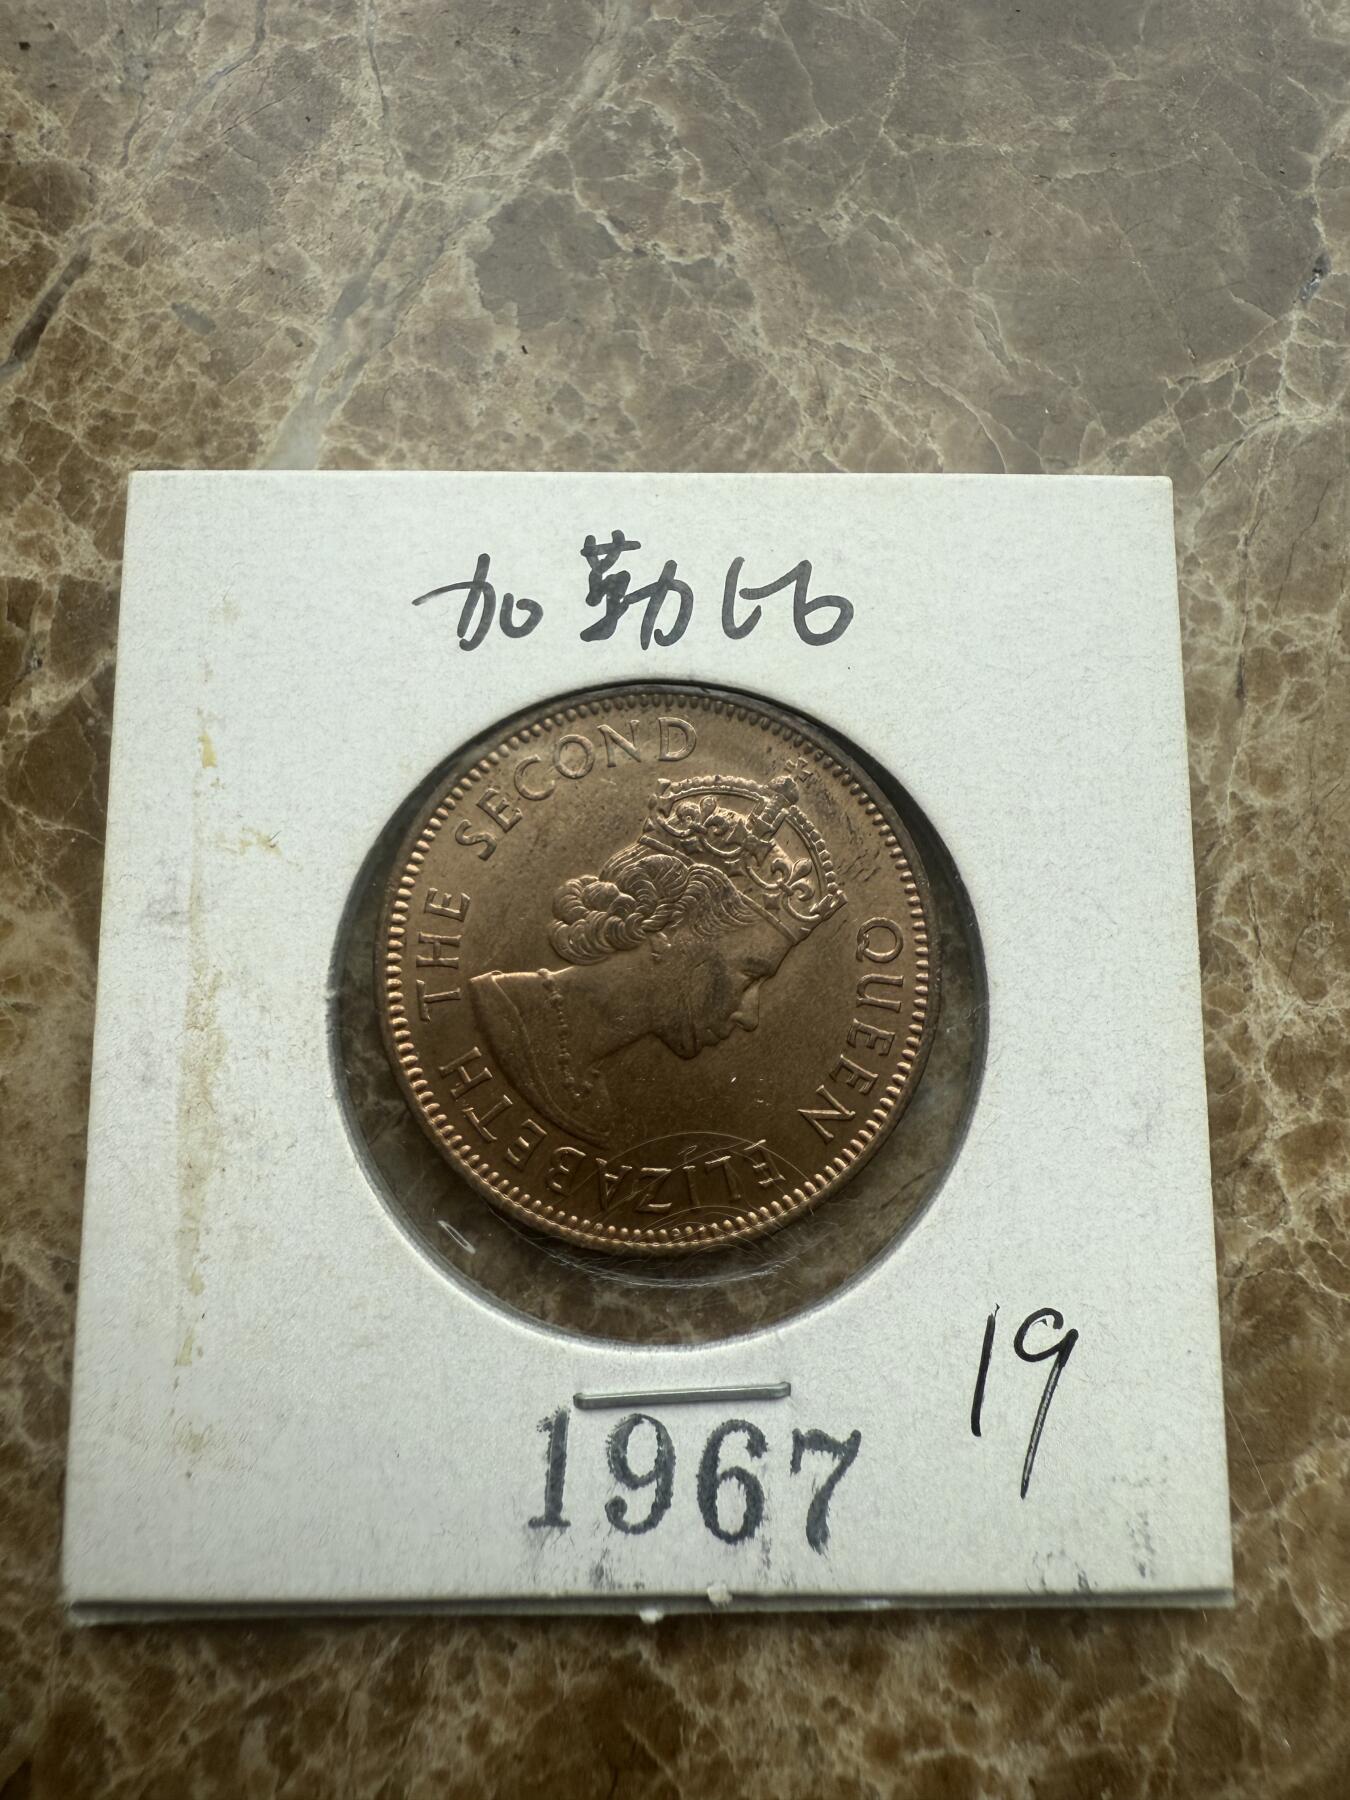 加勒比
QUEEN ELIZABETH THE SECOND
19
1967